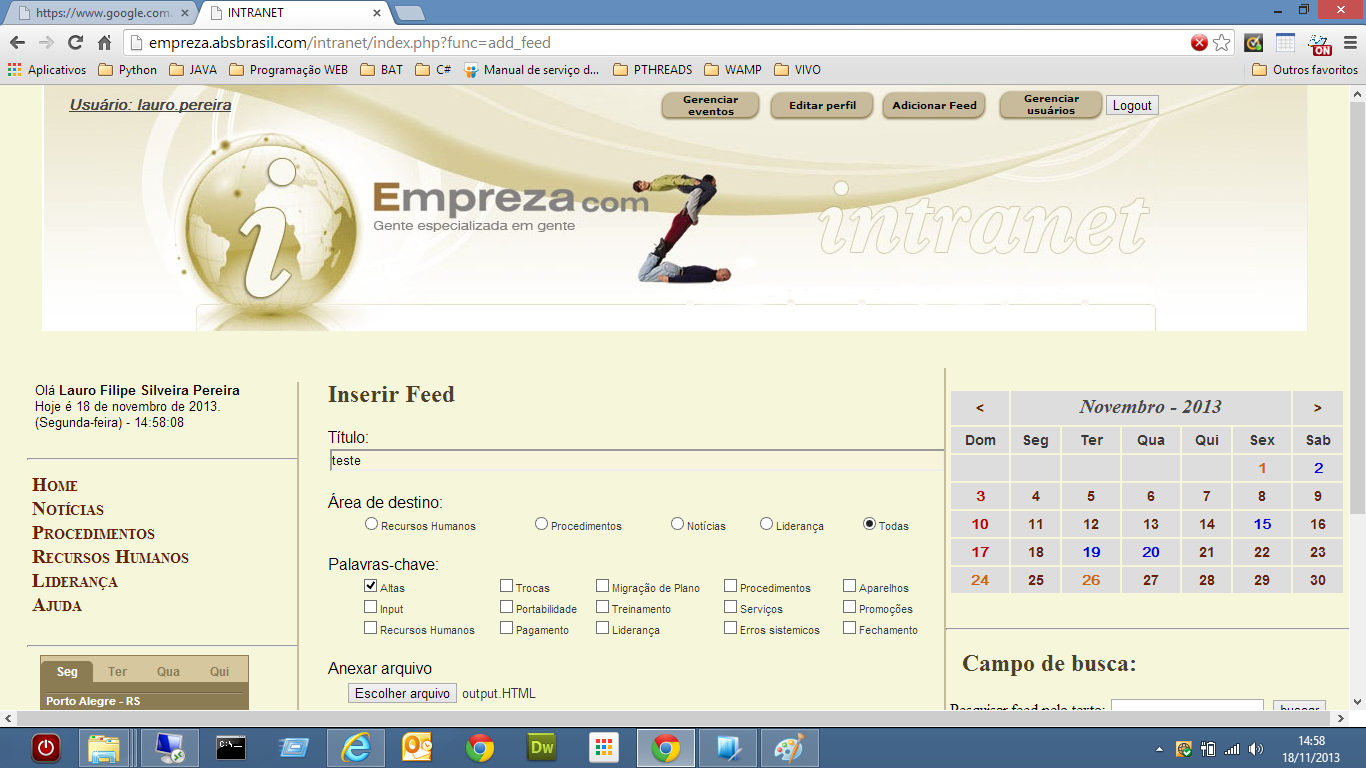 https://www.google.com.
INTRANET
empreza.absbrasil.com/intranet/index.php?func=add_feed
Aplicativos Python JAVA Programação WEB BAT C# Manual de serviço d... PTHREADS WAMP VIVO Outros favoritos
ON
Usuário: lauro.pereira
Gerenciar eventos
Editar perfil
Adicionar Feed
Gerenciar usuários
Logout
i
Empreza com
Gente especializada em gente
intranet
Olá Lauro Filipe Silveira Pereira
Hoje é 18 de novembro de 2013.
(Segunda-feira) - 14:58:08
Home
Notícias
Procedimentos
Recursos Humanos
Liderança
Ajuda
Seg Ter Qua Qui
Porto Alegre - RS
Inserir Feed
Título:
teste
Área de destino:
Recursos Humanos Procedimentos Notícias Liderança Todas
Palavras-chave:
Altas Trocas Migração de Plano Procedimentos Aparelhos
Input Portabilidade Treinamento Serviços Promoções
Recursos Humanos Pagamento Liderança Erros sistemicos Fechamento
Anexar arquivo
Escolher arquivo output.HTML
< Novembro - 2013 >
Dom Seg Ter Qua Qui Sex Sab
1 2
3 4 5 6 7 8 9
10 11 12 13 14 15 16
17 18 19 20 21 22 23
24 25 26 27 28 29 30
Campo de busca:
Pesquisar feed pelo texto: buscar
Dw
14:58
18/11/2013